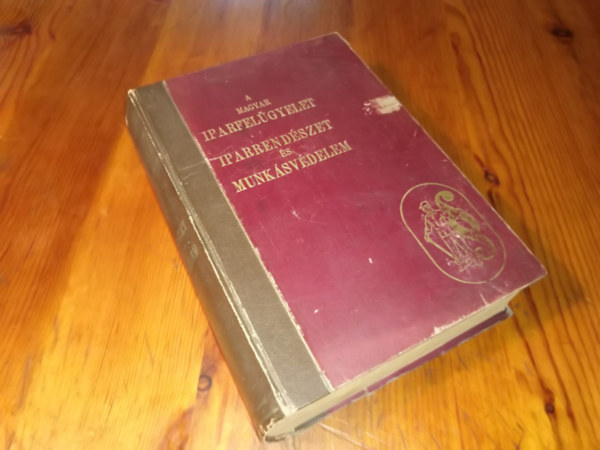 A
MAGYAR
IPARFELÜGYELET
IPARRENDÉSZET
ÉS
MUNKÁSVÉDELEM